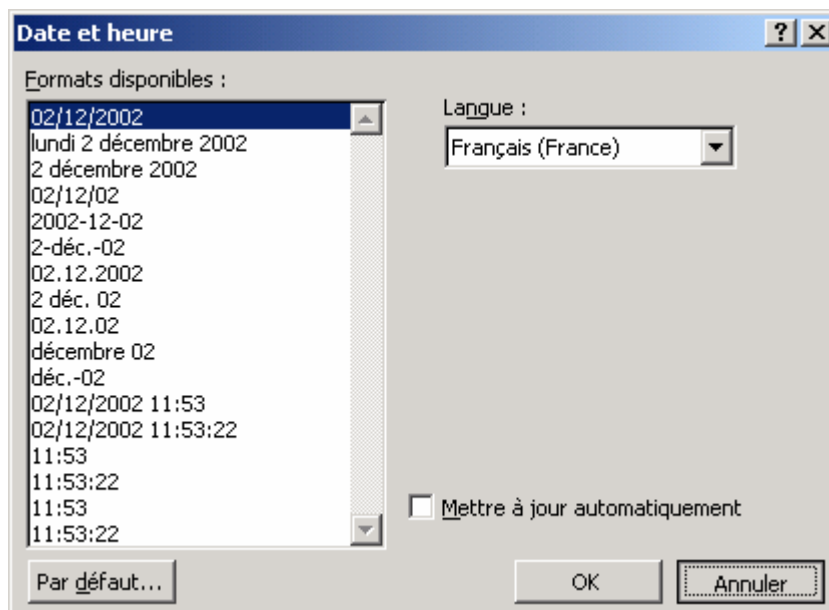 Date et heure
Formats disponibles :
02/12/2002
lundi 2 décembre 2002
2 décembre 2002
02/12/02
2002-12-02
2-déc.-02
02.12.2002
2 déc. 02
02.12.02
décembre 02
déc.-02
02/12/2002 11:53
02/12/2002 11:53:22
11:53
11:53:22
11:53
11:53:22
Langue :
Français (France)
Mettre à jour automatiquement
Par défaut...
OK
Annuler